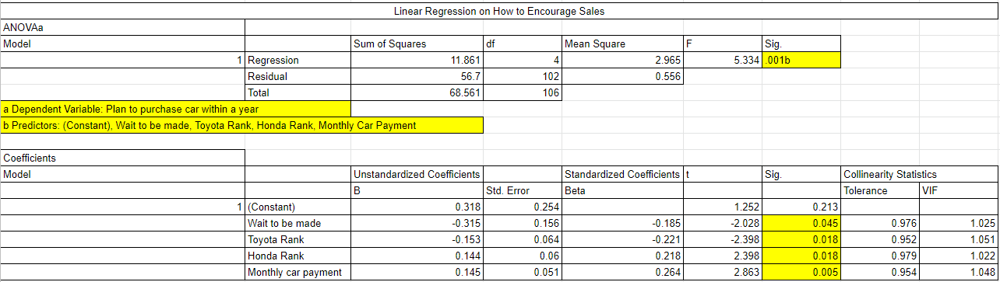 Linear Regression on How to Encourage Sales
ANOVAa
Model Sum of Squares df Mean Square F Sig.
1 Regression 11.861 4 2.965 5.334 .001b
Residual 56.7 102 0.556
Total 68.561 106
a Dependent Variable: Plan to purchase car within a year
b Predictors: (Constant), Wait to be made, Toyota Rank, Honda Rank, Monthly Car Payment
Coefficients
Model Unstandardized Coefficients Standardized Coefficients t Sig. Collinearity Statistics
B Std. Error Beta Tolerance VIF
1 (Constant) 0.318 0.254 1.252 0.213
Wait to be made -0.315 0.156 -0.185 -2.028 0.045 0.976 1.025
Toyota Rank -0.153 0.064 -0.221 -2.398 0.018 0.952 1.051
Honda Rank 0.144 0.06 0.218 2.398 0.018 0.979 1.022
Monthly car payment 0.145 0.051 0.264 2.863 0.005 0.954 1.048